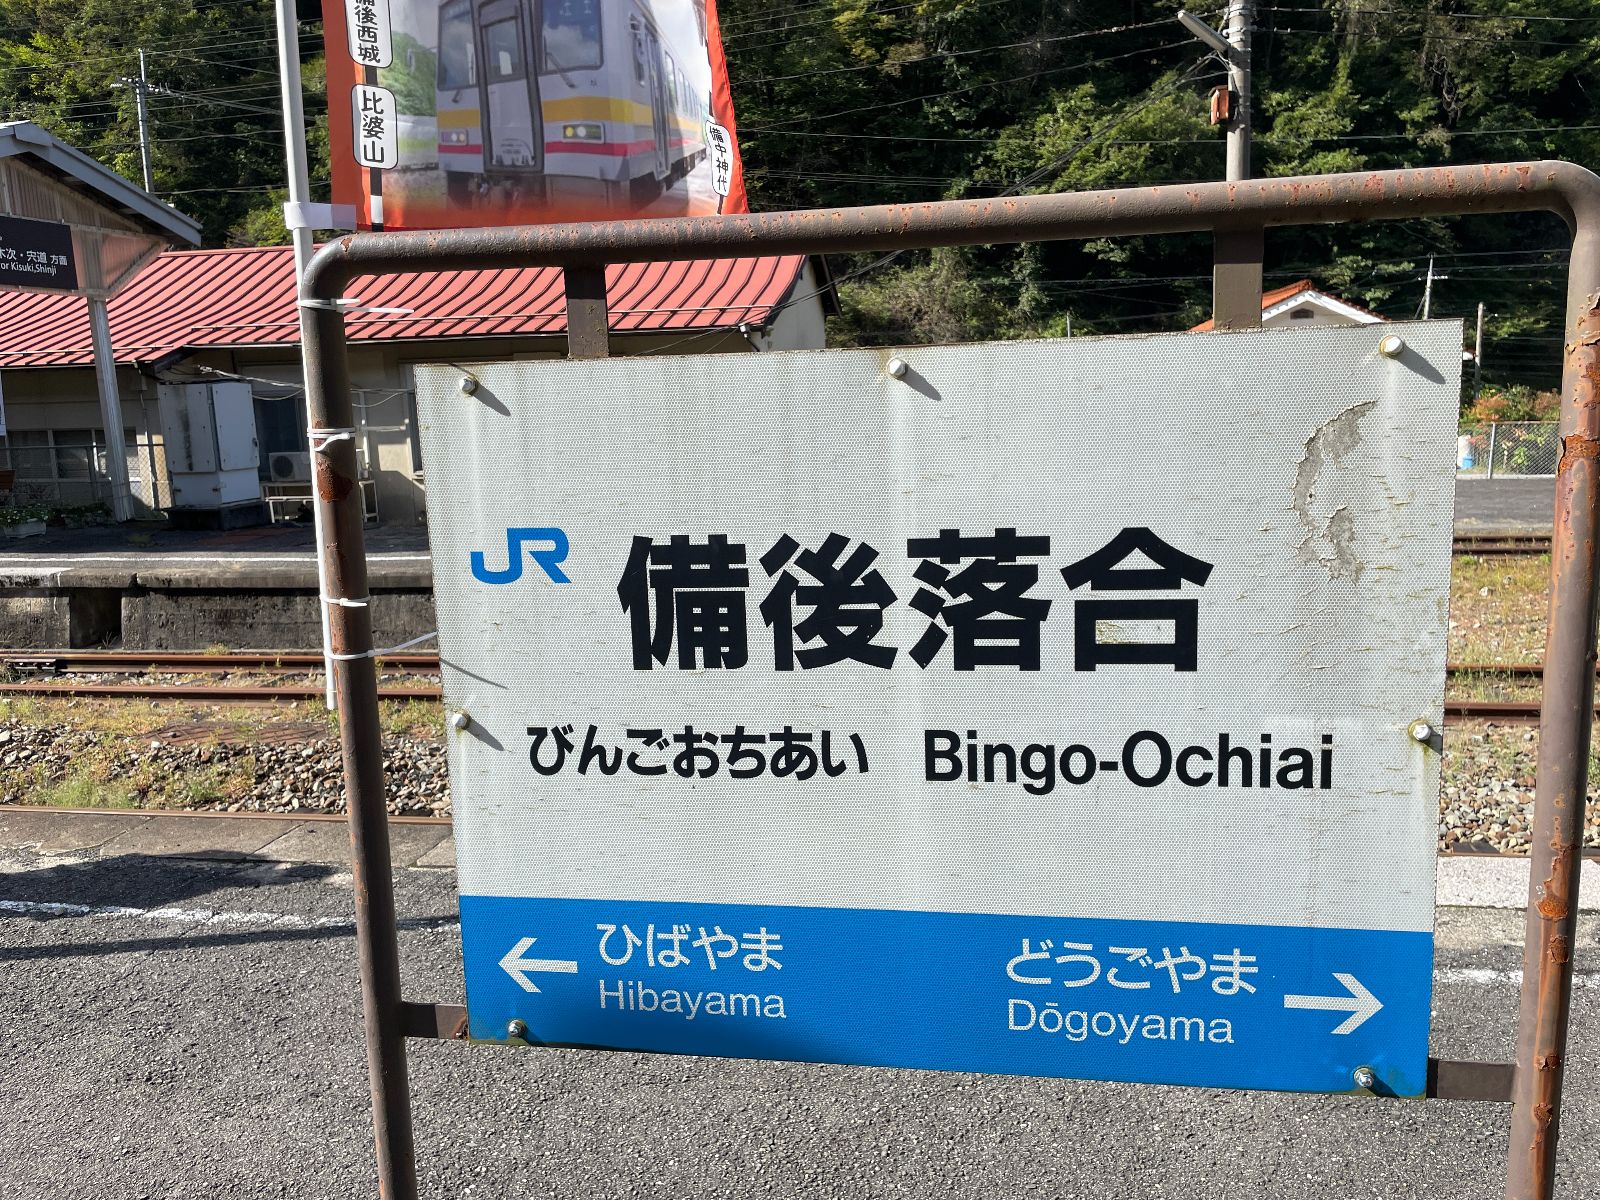 備後西城
比婆山
備中神代
木次・宍道 方面
or Kisuki,Shinji
JR 備後落合
びんごおちあい Bingo-Ochiai
← ひばやま
Hibayama
どうごやま →
Dōgoyama